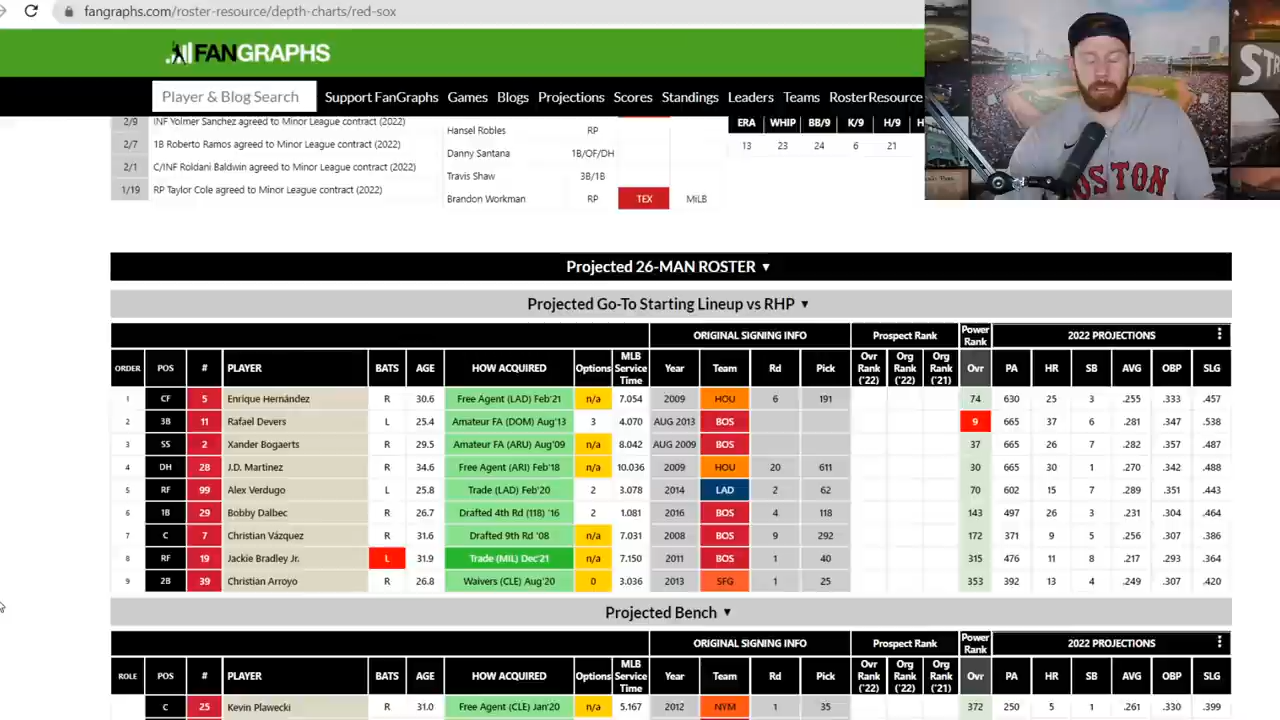 fangraphs.com/roster-resource/depth-charts/red-sox
FANGRAPHS
Player & Blog Search Support FanGraphs Games Blogs Projections Scores Standings Leaders Teams RosterResource
2/9 INF Yolmer Sanchez agreed to Minor League contract (2022)
2/7 1B Roberto Ramos agreed to Minor League contract (2022)
2/1 C/INF Roldani Baldwin agreed to Minor League contract (2022)
1/19 RP Taylor Cole agreed to Minor League contract (2022)
Hansel Robles RP
Danny Santana 1B/OF/DH
Travis Shaw 3B/1B
Brandon Workman RP TEX MiLB
ERA WHIP BB/9 K/9 H/9
13 23 24 6 21
BOSTON
Projected 26-MAN ROSTER ▼
Projected Go-To Starting Lineup vs RHP ▼
ORIGINAL SIGNING INFO Prospect Rank Power Rank 2022 PROJECTIONS
ORDER POS # PLAYER BATS AGE HOW ACQUIRED Options MLB Service Time Year Team Rd Pick Ovr Rank ('22) Org Rank ('22) Org Rank ('21) Ovr PA HR SB AVG OBP SLG
1 CF 5 Enrique Hernández R 30.6 Free Agent (LAD) Feb'21 n/a 7.054 2009 HOU 6 191 74 630 25 3 .255 .333 .457
2 3B 11 Rafael Devers L 25.4 Amateur FA (DOM) Aug'13 3 4.070 AUG 2013 BOS 9 665 37 6 .282 .347 .538
3 SS 2 Xander Bogaerts R 29.5 Amateur FA (ARU) Aug'09 n/a 8.042 AUG 2009 BOS 37 665 26 7 .282 .357 .487
4 DH 28 J.D. Martinez R 34.6 Free Agent (ARI) Feb'18 n/a 10.036 2009 HOU 20 611 30 665 30 1 .270 .342 .488
5 RF 99 Alex Verdugo L 25.8 Trade (LAD) Feb'20 2 3.078 2014 LAD 2 62 70 602 15 7 .289 .351 .443
6 1B 29 Bobby Dalbec R 26.7 Drafted 4th Rd (118) '16 2 1.081 2016 BOS 4 118 143 497 26 3 .231 .304 .464
7 C 7 Christian Vázquez R 31.6 Drafted 9th Rd '08 n/a 7.031 2008 BOS 9 292 172 371 9 5 .256 .307 .386
8 RF 19 Jackie Bradley Jr. L 31.9 Trade (MIL) Dec'21 n/a 7.150 2011 BOS 1 40 315 476 11 8 .217 .293 .364
9 2B 39 Christian Arroyo R 26.8 Waivers (CLE) Aug'20 0 3.036 2013 SFG 1 25 353 392 13 4 .249 .307 .420
Projected Bench ▼
ORIGINAL SIGNING INFO Prospect Rank Power Rank 2022 PROJECTIONS
ROLE POS # PLAYER BATS AGE HOW ACQUIRED Options MLB Service Time Year Team Rd Pick Ovr Rank ('22) Org Rank ('22) Org Rank ('21) Ovr PA HR SB AVG OBP SLG
C 25 Kevin Plawecki R 31.0 Free Agent (CLE) Jan'20 n/a 5.167 2012 NYM 1 35 372 250 5 1 .261 .330 .399